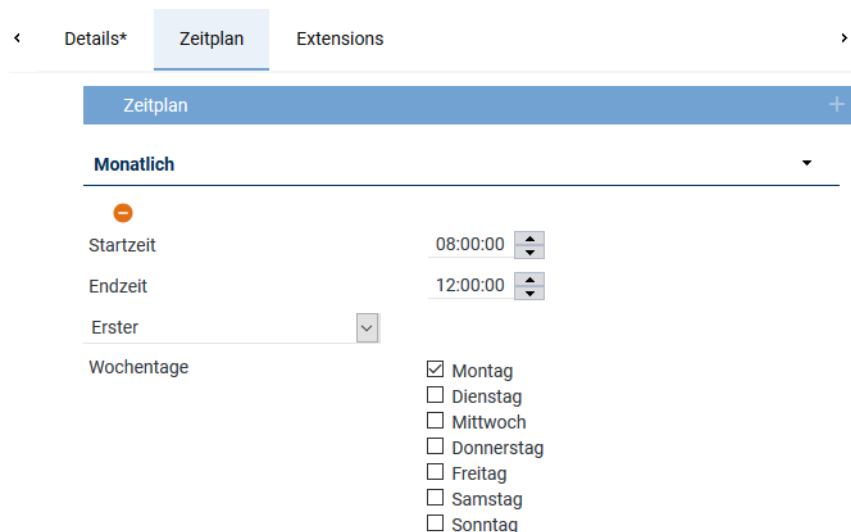 Details* Zeitplan Extensions
Zeitplan
Monatlich
Startzeit 08:00:00
Endzeit 12:00:00
Erster
Wochentage Montag
Dienstag
Mittwoch
Donnerstag
Freitag
Samstag
Sonntag